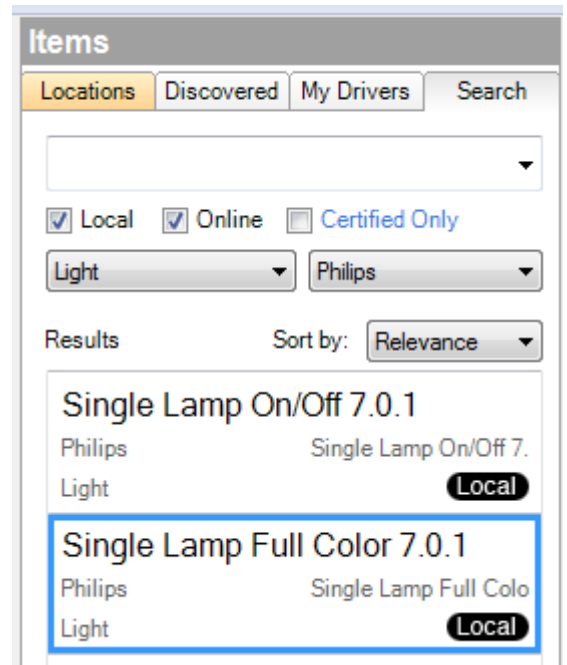 Items
Locations Discovered My Drivers Search
Local Online Certified Only
Light Philips
Results Sort by: Relevance
Single Lamp On/Off 7.0.1
Philips Single Lamp On/Off 7.
Light Local
Single Lamp Full Color 7.0.1
Philips Single Lamp Full Colo
Light Local